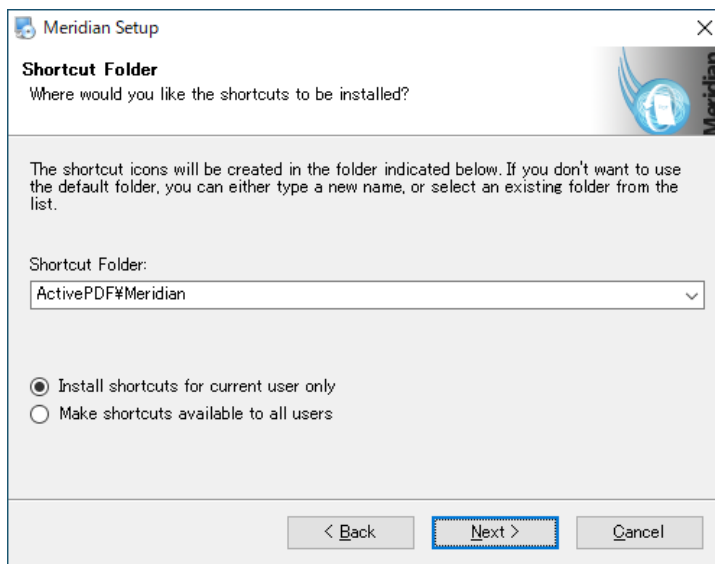 Meridian Setup
Shortcut Folder
Where would you like the shortcuts to be installed?
Meridian
The shortcut icons will be created in the folder indicated below. If you don't want to use
the default folder, you can either type a new name, or select an existing folder from the
list.
Shortcut Folder:
ActivePDF¥Meridian
Install shortcuts for current user only
Make shortcuts available to all users
< Back
Next >
Cancel